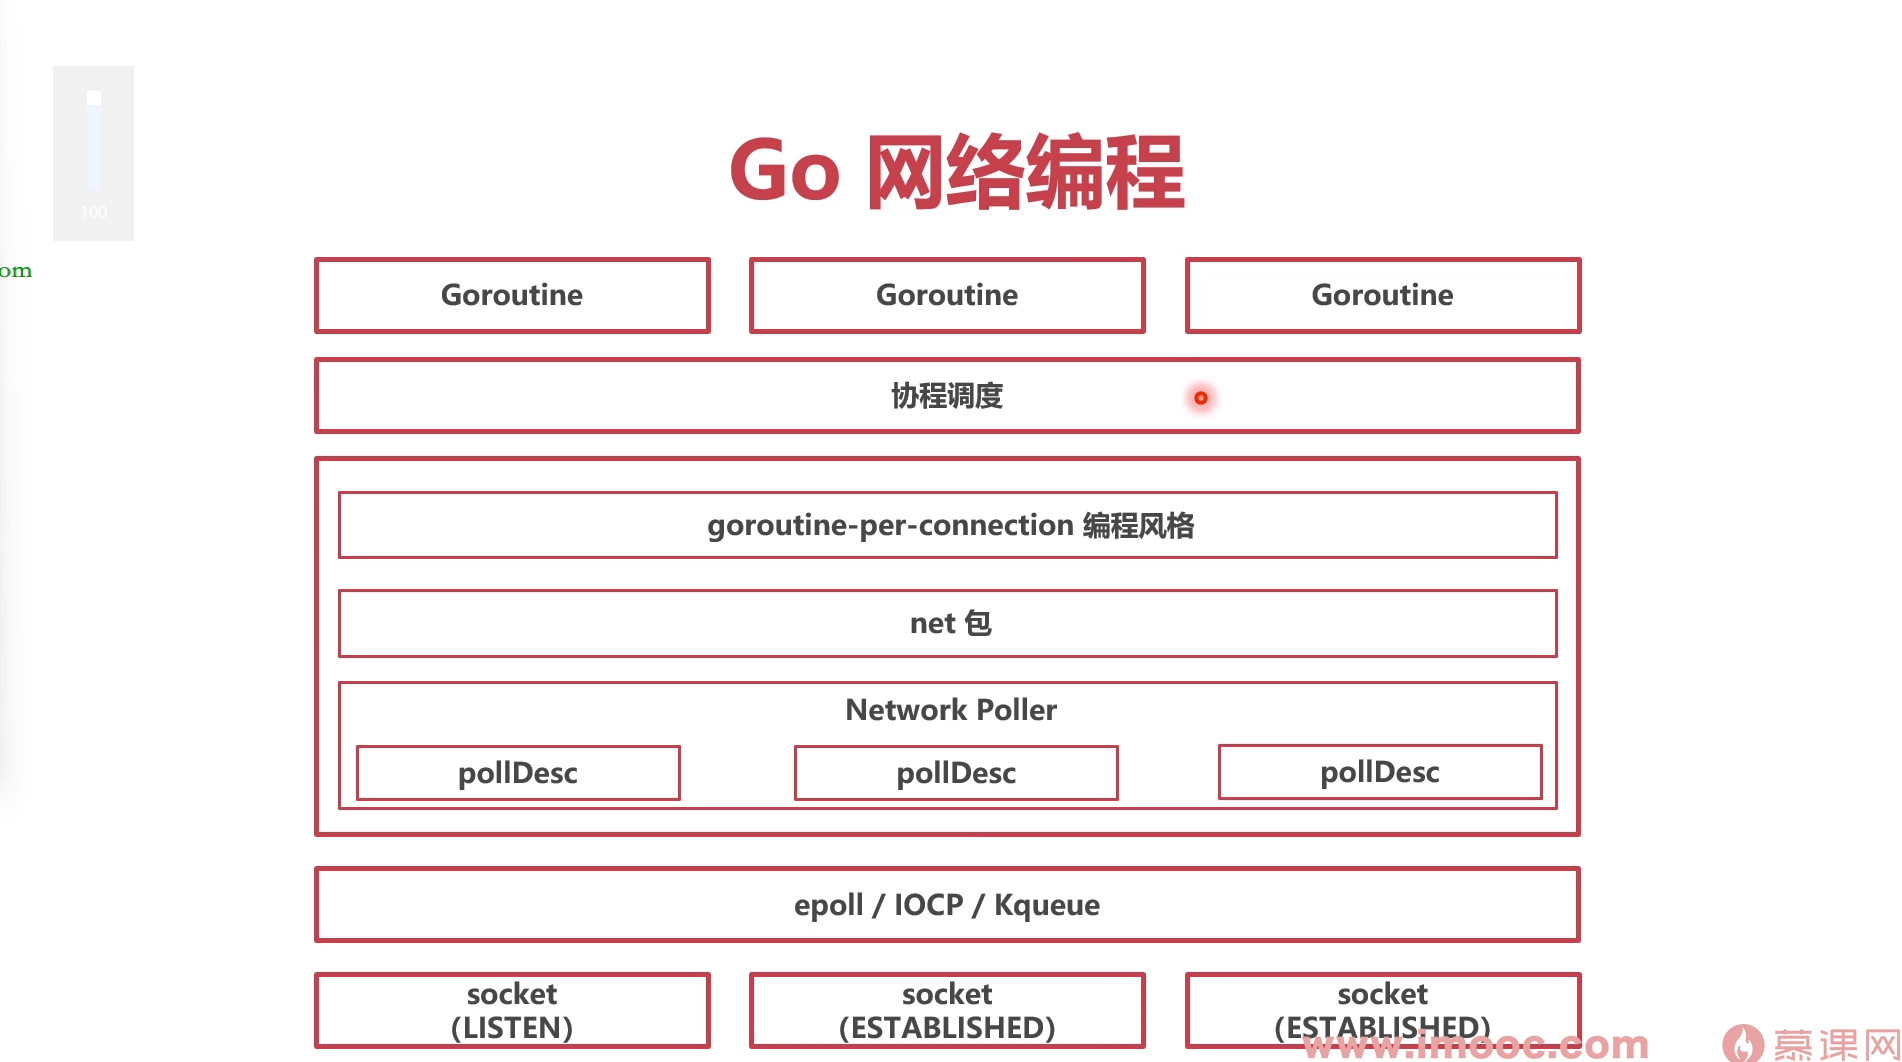 100
om
Go 网络编程
Goroutine
Goroutine
Goroutine
协程调度
goroutine-per-connection 编程风格
net 包
Network Poller
pollDesc
pollDesc
pollDesc
epoll / IOCP / Kqueue
socket
(LISTEN)
socket
(ESTABLISHED)
socket
(ESTABLISHED)
www.imooc.com
慕课网